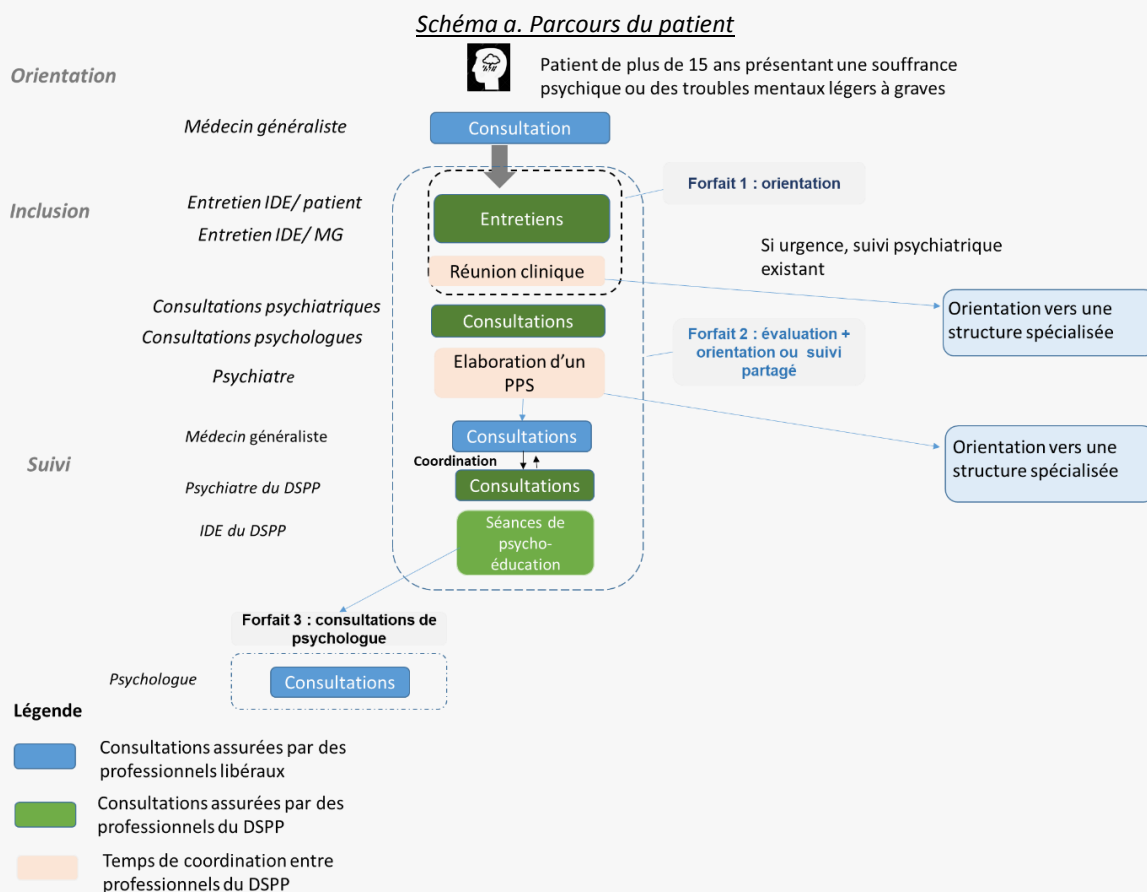 Schéma a. Parcours du patient
Orientation
Patient de plus de 15 ans présentant une souffrance
psychique ou des troubles mentaux légers à graves
Médecin généraliste
Consultation
Forfait 1 : orientation
Inclusion
Entretien IDE/ patient
Entretien IDE/ MG
Entretiens
Si urgence, suivi psychiatrique
existant
Réunion clinique
Orientation vers une
structure spécialisée
Consultations psychiatriques
Consultations psychologues
Consultations
Forfait 2 : évaluation +
orientation ou suivi
partagé
Psychiatre
Elaboration d'un
PPS
Médecin généraliste
Consultations
Orientation vers une
structure spécialisée
Suivi
Coordination
Psychiatre du DSPP
Consultations
IDE du DSPP
Séances de
psycho-
éducation
Forfait 3 : consultations de
psychologue
Psychologue
Consultations
Légende
Consultations assurées par des
professionnels libéraux
Consultations assurées par des
professionnels du DSPP
Temps de coordination entre
professionnels du DSPP